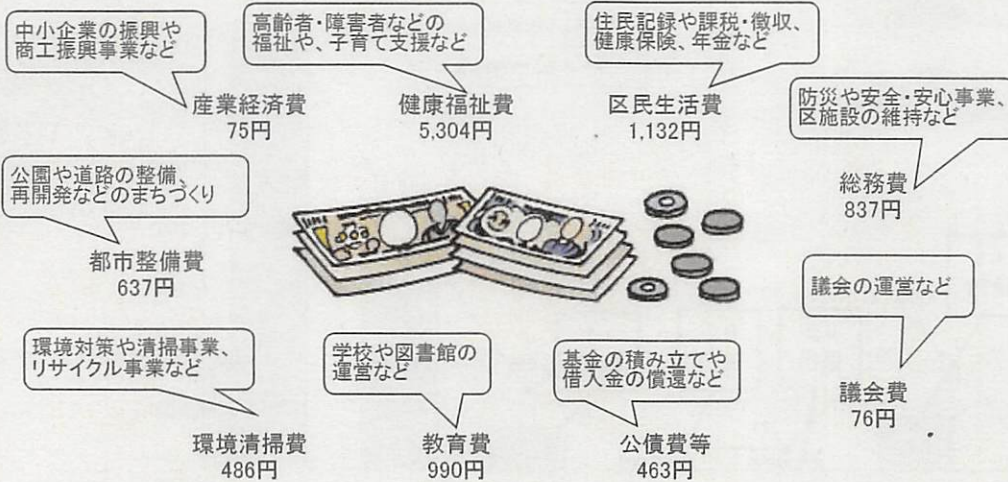 中小企業の振興や
商工振興事業など
産業経済費
75円
高齢者・障害者などの
福祉や、子育て支援など
健康福祉費
5,304円
住民記録や課税・徴収、
健康保険、年金など
区民生活費
1,132円
防災や安全・安心事業、
区施設の維持など
総務費
837円
公園や道路の整備、
再開発などのまちづくり
都市整備費
637円
議会の運営など
議会費
76円
環境対策や清掃事業、
リサイクル事業など
環境清掃費
486円
学校や図書館の
運営など
教育費
990円
基金の積み立てや
借入金の償還など
公債費等
463円